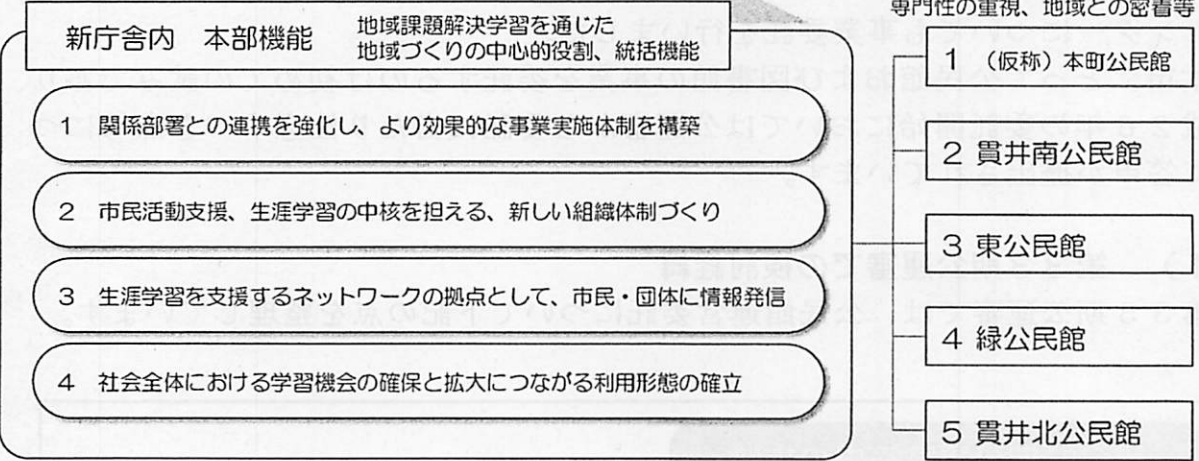 専門性の重視、地域との密着等
新庁舎内　本部機能
地域課題解決学習を通じた
地域づくりの中心的役割、統括機能
1　関係部署との連携を強化し、より効果的な事業実施体制を構築
2　市民活動支援、生涯学習の中核を担える、新しい組織体制づくり
3　生涯学習を支援するネットワークの拠点として、市民・団体に情報発信
4　社会全体における学習機会の確保と拡大につながる利用形態の確立
1 （仮称）本町公民館
2 貫井南公民館
3 東公民館
4 緑公民館
5 貫井北公民館